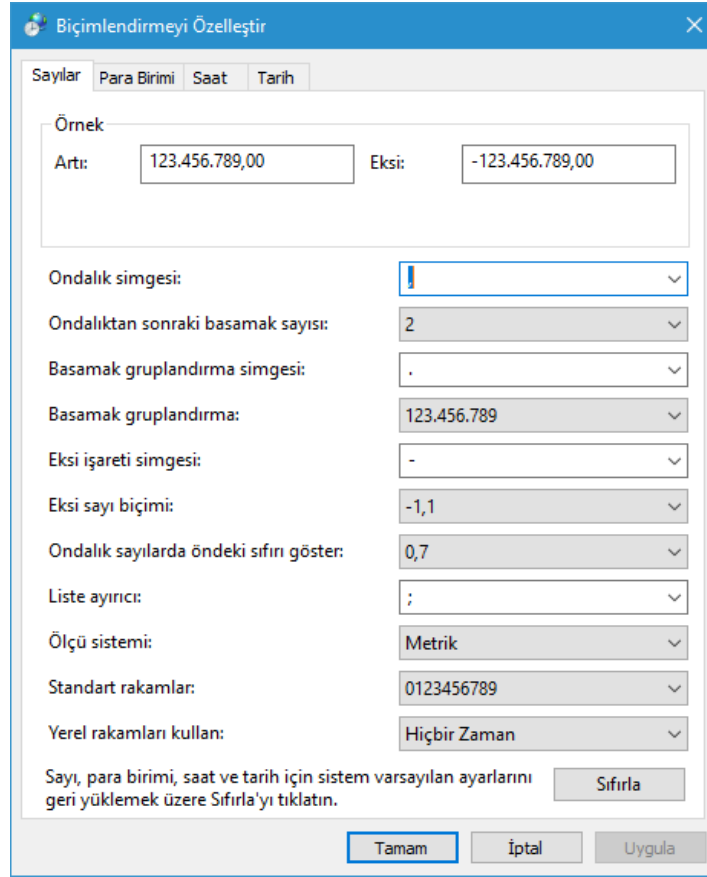 Biçimlendirmeyi Özelleştir
Sayılar Para Birimi Saat Tarih
Örnek
Artı: 123.456.789,00 Eksi: -123.456.789,00
Ondalık simgesi: ,
Ondalıktan sonraki basamak sayısı: 2
Basamak gruplandırma simgesi: .
Basamak gruplandırma: 123.456.789
Eksi işareti simgesi: -
Eksi sayı biçimi: -1,1
Ondalık sayılarda öndeki sıfırı göster: 0,7
Liste ayırıcı: ;
Ölçü sistemi: Metrik
Standart rakamlar: 0123456789
Yerel rakamları kullan: Hiçbir Zaman
Sayı, para birimi, saat ve tarih için sistem varsayılan ayarlarını
geri yüklemek üzere Sıfırla'yı tıklatın.
Sıfırla
Tamam İptal Uygula